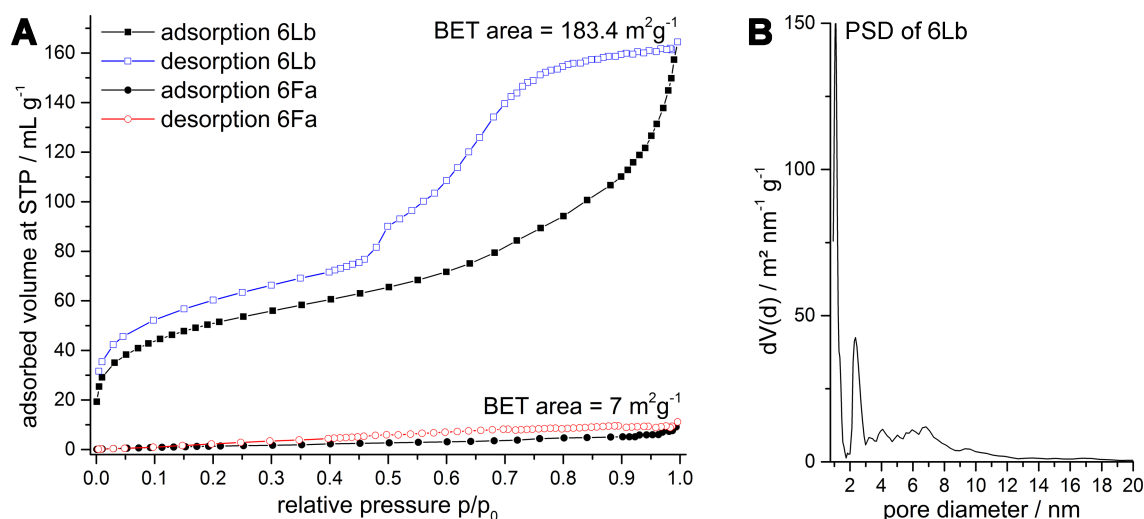 A
adsorption 6Lb
desorption 6Lb
adsorption 6Fa
desorption 6Fa
BET area = 183.4 m²g⁻¹
BET area = 7 m²g⁻¹
adsorbed volume at STP / mL g⁻¹
160
140
120
100
80
60
40
20
0
0.0 0.1 0.2 0.3 0.4 0.5 0.6 0.7 0.8 0.9 1.0
relative pressure p/p₀
B
PSD of 6Lb
dV(d) / m² nm⁻¹ g⁻¹
150
100
50
0
2 4 6 8 10 12 14 16 18 20
pore diameter / nm